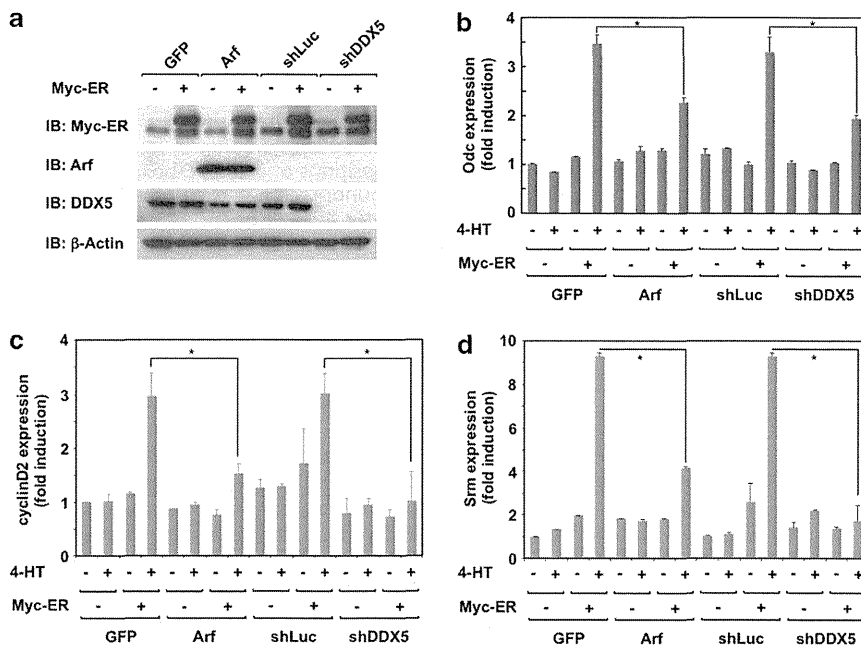 a
GFP Arf shLuc shDDX5
Myc-ER - + - + - + - +
IB: Myc-ER
IB: Arf
IB: DDX5
IB: β-Actin
b
Odc expression
(fold induction)
4
3
2
1
0
*
*
4-HT - + - + - + - + - + - + - + - +
Myc-ER - + - + - + - +
GFP Arf shLuc shDDX5
c
cyclinD2 expression
(fold induction)
4
3
2
1
0
*
*
4-HT - + - + - + - + - + - + - + - +
Myc-ER - + - + - + - +
GFP Arf shLuc shDDX5
d
Srm expression
(fold induction)
10
8
6
4
2
0
*
*
4-HT - + - + - + - + - + - + - + - +
Myc-ER - + - + - + - +
GFP Arf shLuc shDDX5